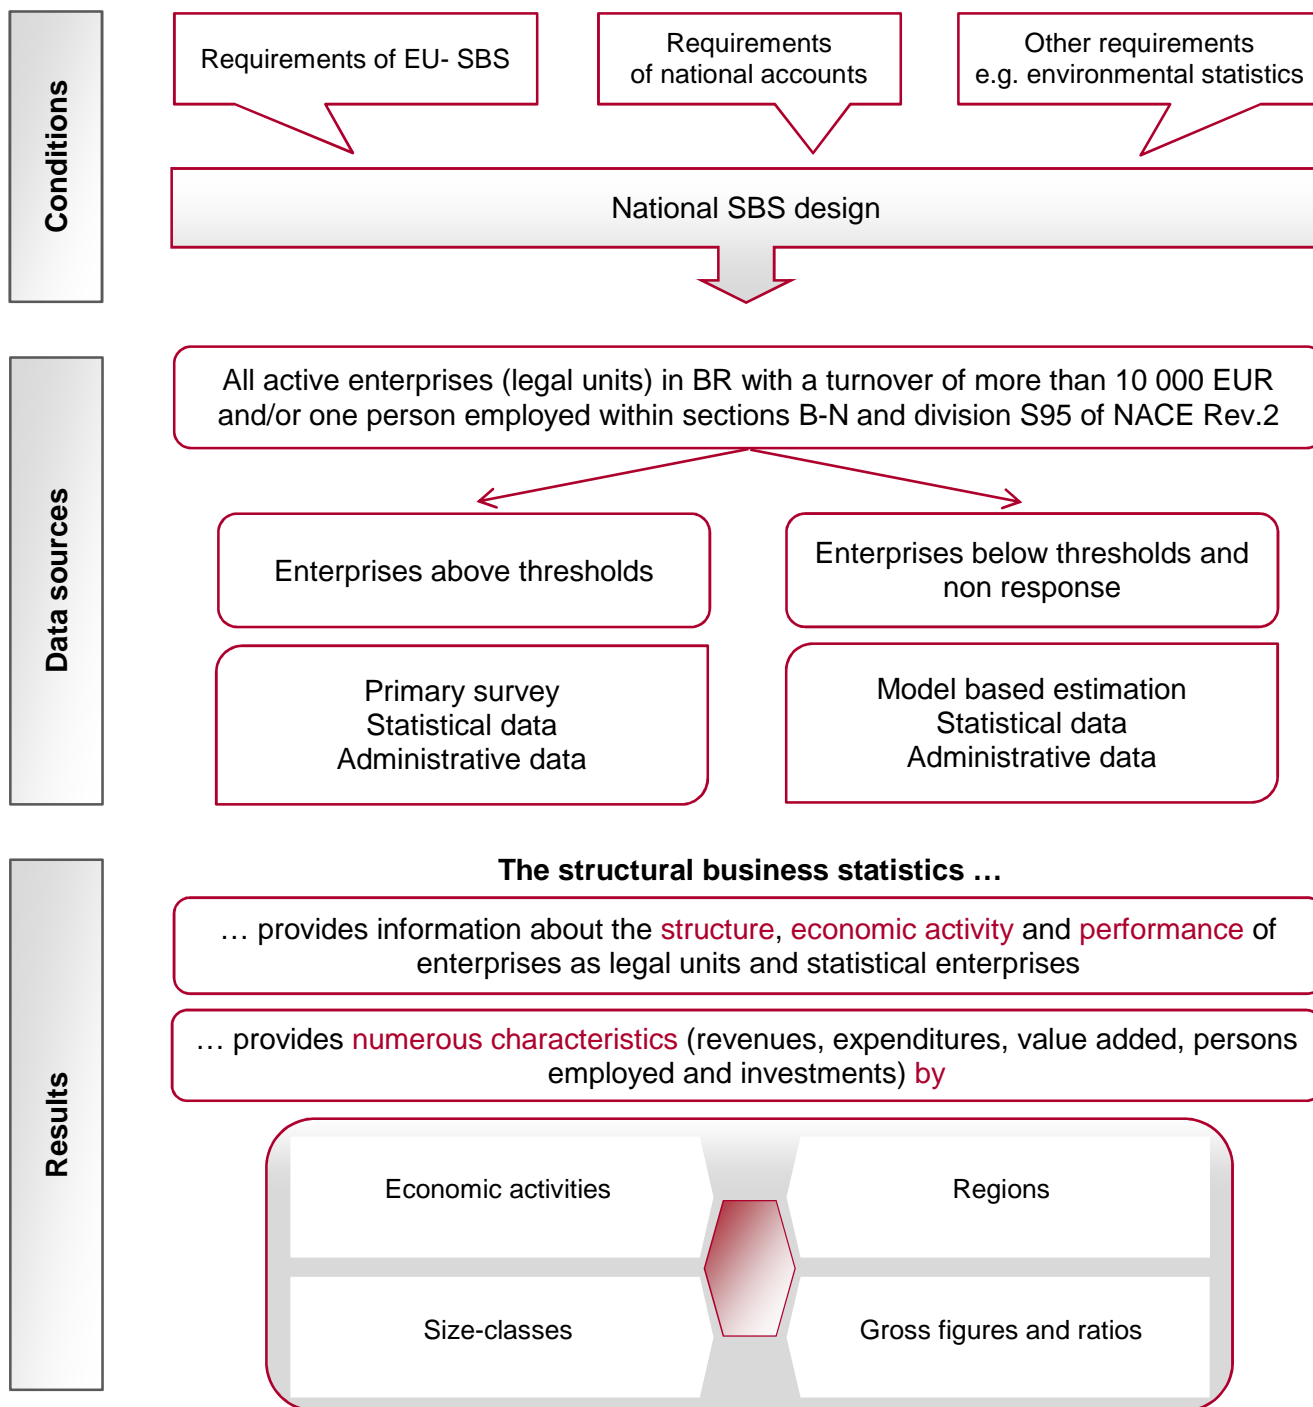 Conditions
Requirements of EU- SBS
Requirements
of national accounts
Other requirements
e.g. environmental statistics
National SBS design
Data sources
All active enterprises (legal units) in BR with a turnover of more than 10 000 EUR
and/or one person employed within sections B-N and division S95 of NACE Rev.2
Enterprises above thresholds
Enterprises below thresholds and
non response
Primary survey
Statistical data
Administrative data
Model based estimation
Statistical data
Administrative data
Results
The structural business statistics …
… provides information about the structure, economic activity and performance of
enterprises as legal units and statistical enterprises
… provides numerous characteristics (revenues, expenditures, value added, persons
employed and investments) by
Economic activities
Regions
Size-classes
Gross figures and ratios